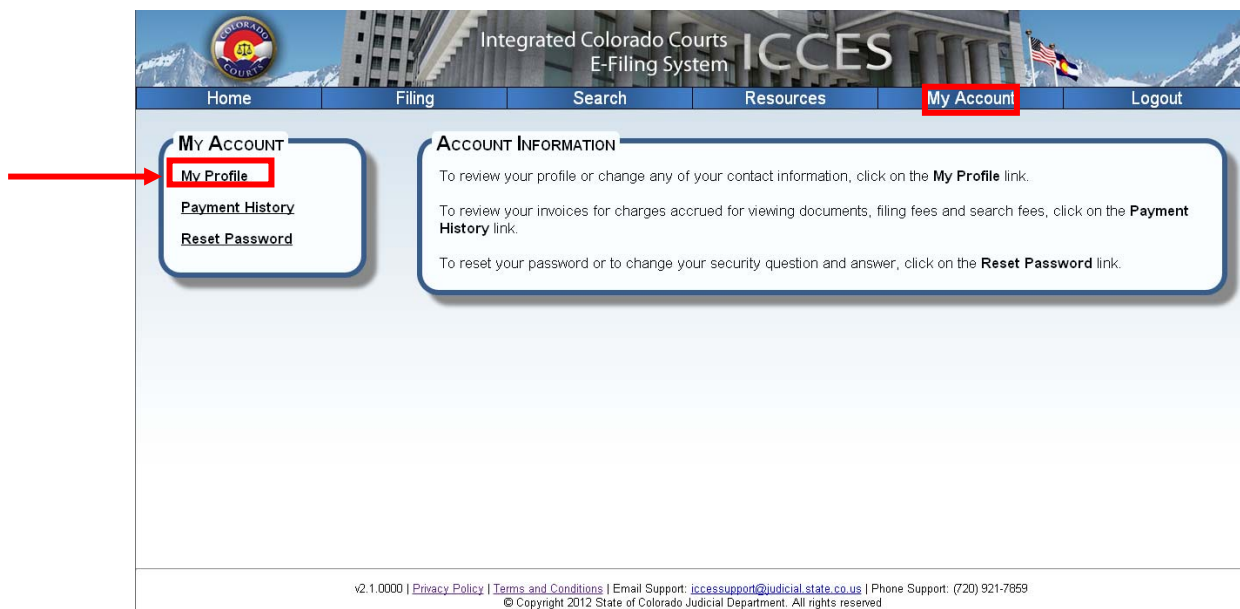 COLORADO
COURTS
Integrated Colorado Courts
E-Filing System
ICCES
Home Filing Search Resources My Account Logout
MY ACCOUNT
My Profile
Payment History
Reset Password
ACCOUNT INFORMATION
To review your profile or change any of your contact information, click on the My Profile link.
To review your invoices for charges accrued for viewing documents, filing fees and search fees, click on the Payment
History link.
To reset your password or to change your security question and answer, click on the Reset Password link.
v2.1.0000 | Privacy Policy | Terms and Conditions | Email Support: iccessupport@judicial.state.co.us | Phone Support: (720) 921-7859
© Copyright 2012 State of Colorado Judicial Department. All rights reserved